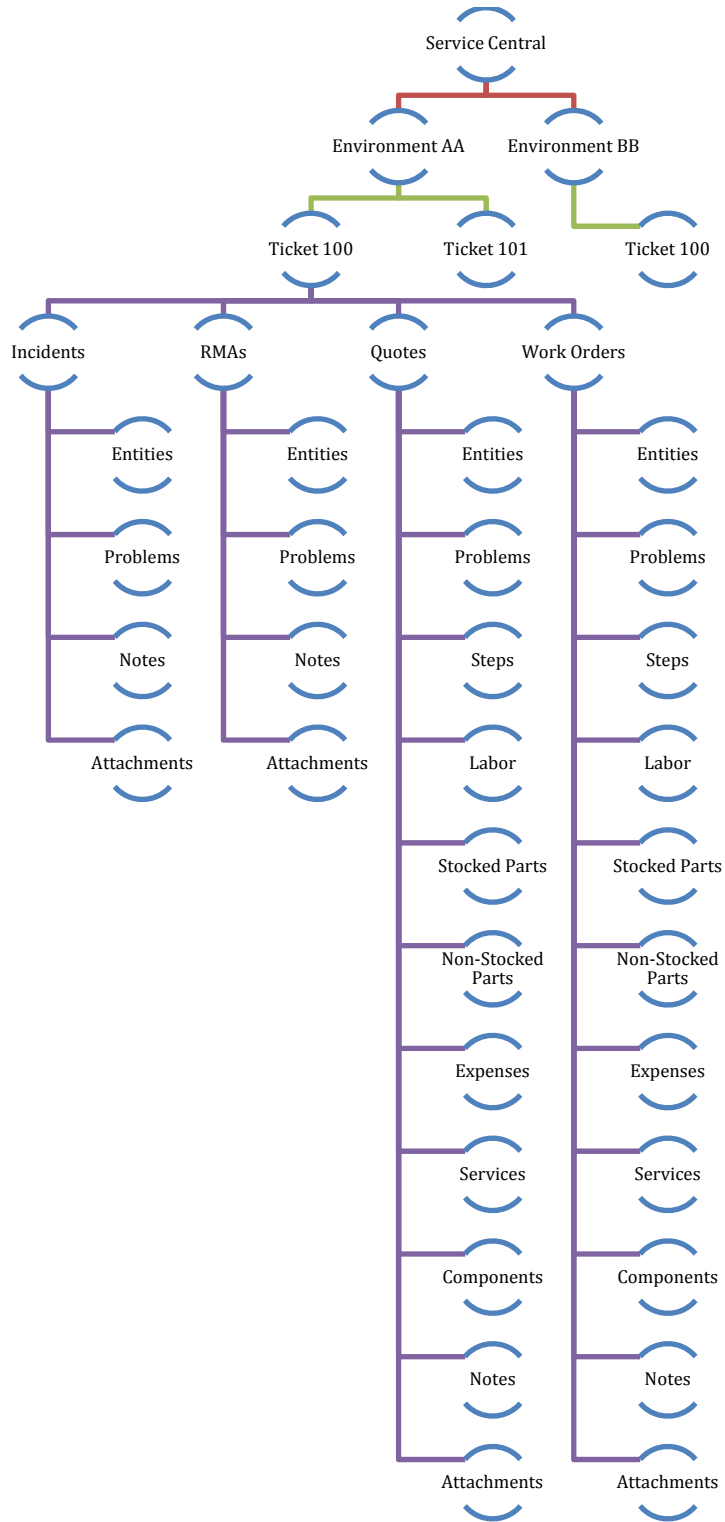 Service Central
Environment AA
Environment BB
Ticket 100
Ticket 101
Ticket 100
Incidents
RMAs
Quotes
Work Orders
Entities
Entities
Entities
Entities
Problems
Problems
Problems
Problems
Notes
Notes
Steps
Steps
Attachments
Attachments
Labor
Labor
Stocked Parts
Stocked Parts
Non-Stocked
Parts
Non-Stocked
Parts
Expenses
Expenses
Services
Services
Components
Components
Notes
Notes
Attachments
Attachments